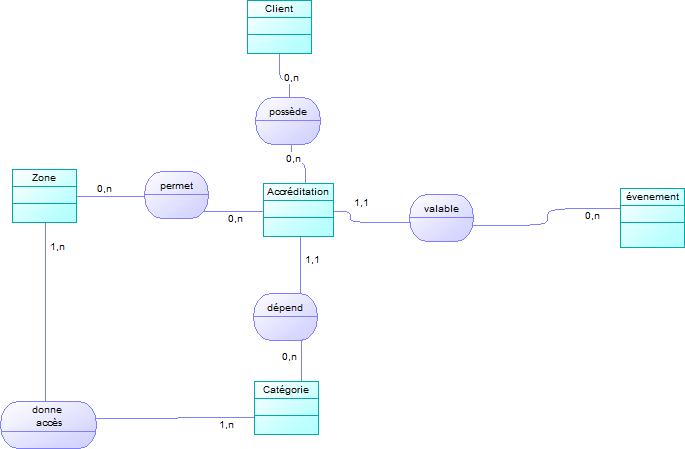 Client
0,n
possède
0,n
Zone
permet
0,n
0,n
Accréditation
1,1
valable
0,n
évenement
1,n
1,1
dépend
0,n
Catégorie
donne
accès
1,n